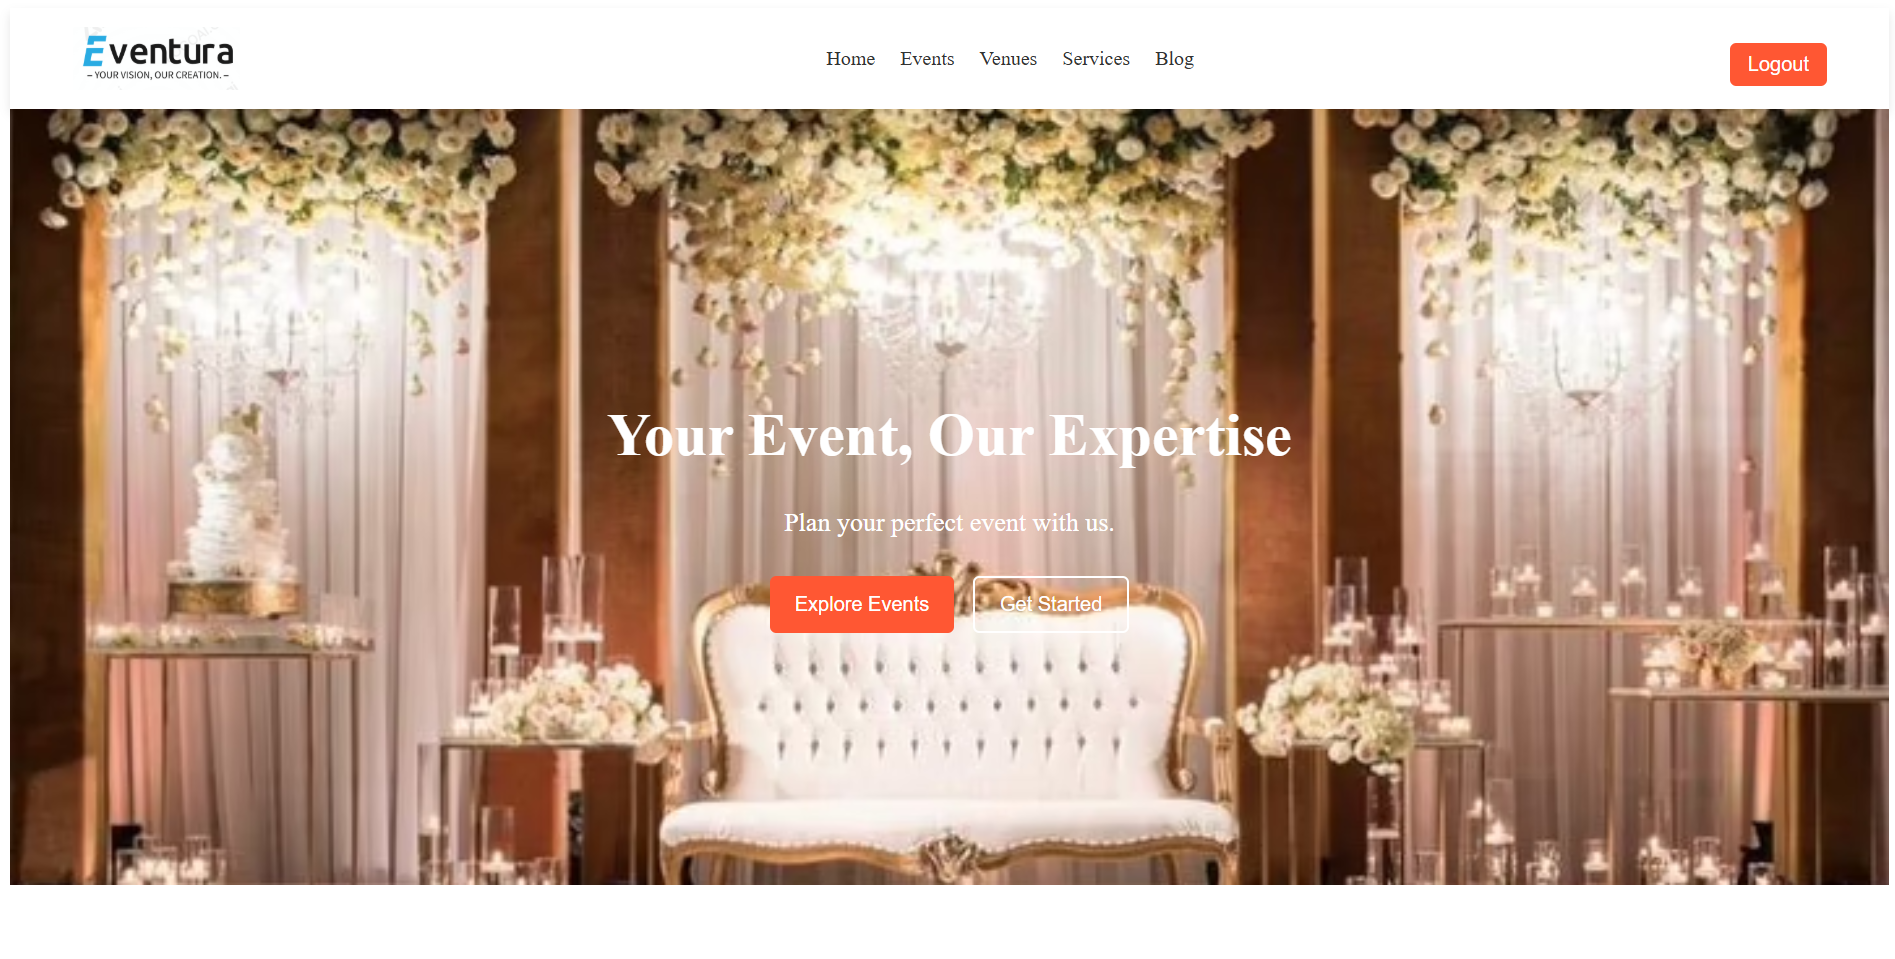 Eventura
– YOUR VISION, OUR CREATION. –
Home Events Venues Services Blog
Logout
Your Event, Our Expertise
Plan your perfect event with us.
Explore Events Get Started